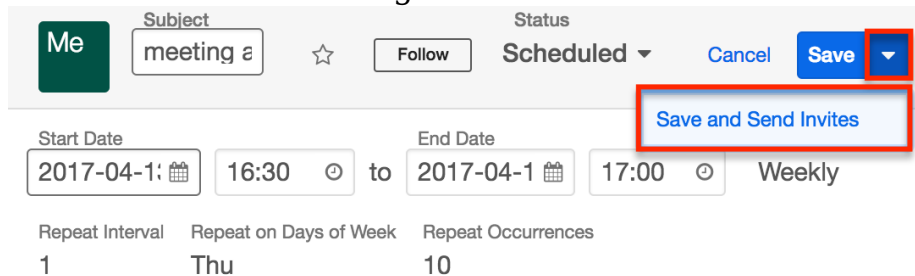 Subject Status
Me meeting a Follow Scheduled Cancel Save
Save and Send Invites
Start Date End Date
2017-04-1 16:30 to 2017-04-1 17:00 Weekly
Repeat Interval Repeat on Days of Week Repeat Occurrences
1 Thu 10